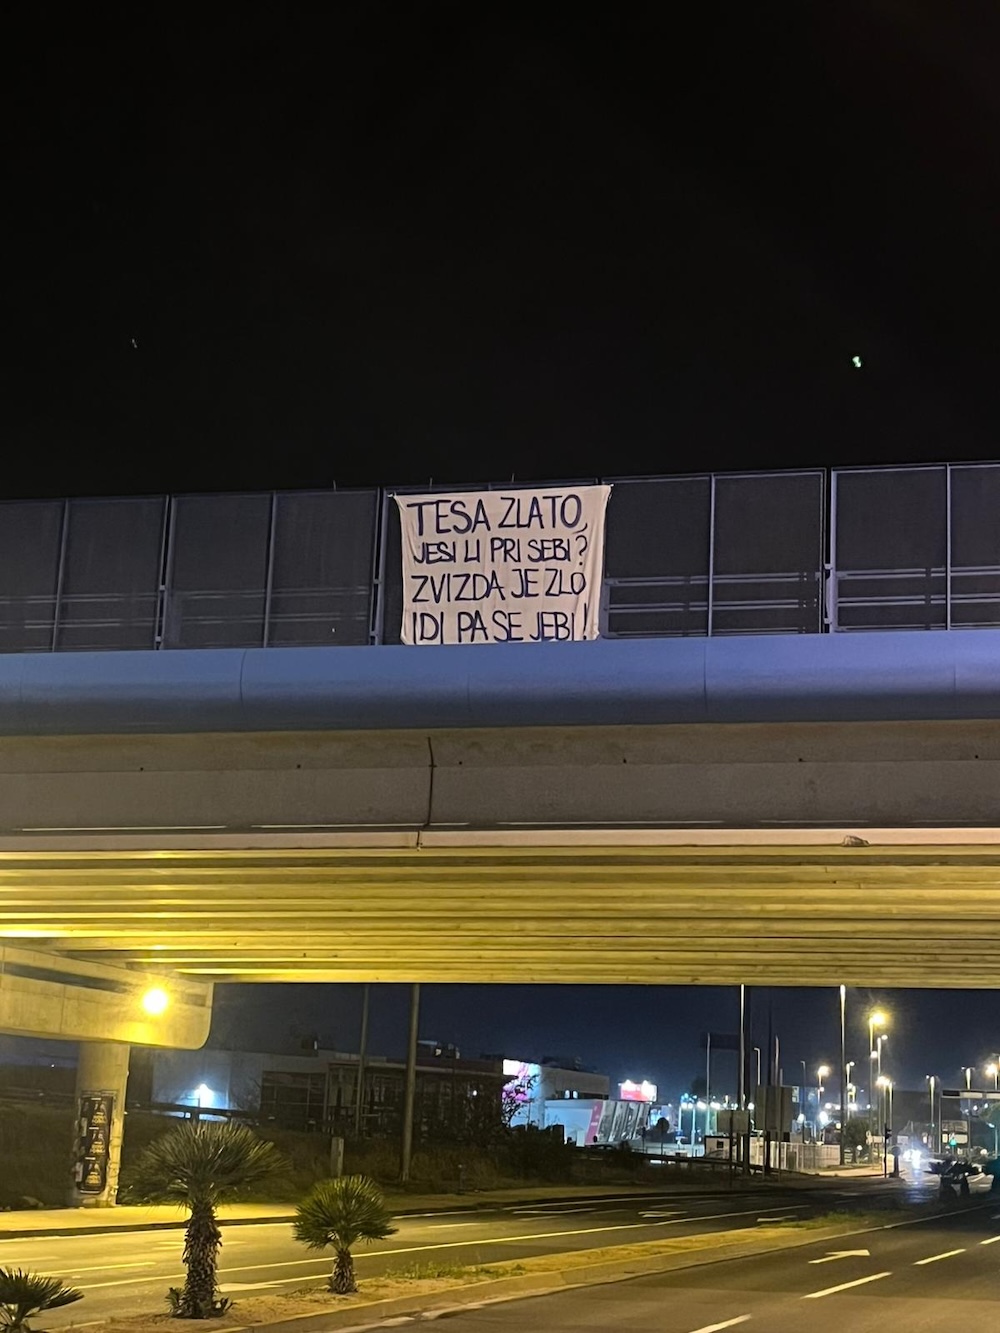 TESA ZLATO,
JESI LI PRI SEBI?
ZVIZDA JE ZLO
IDI PA SE JEBI!